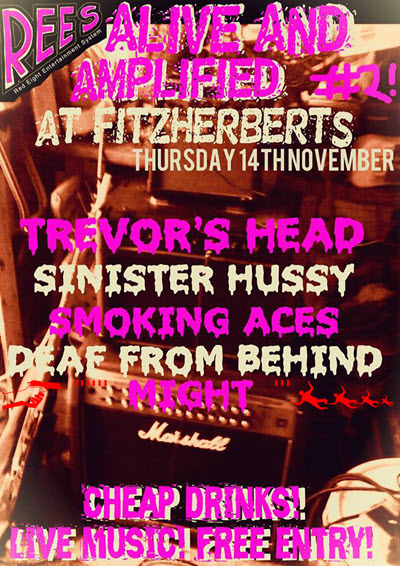 REES
Red Eight Entertainment System
ALIVE AND
AMPLIFIED #2!
AT FITZHERBERTS
THURSDAY 14TH NOVEMBER
TREVOR'S HEAD
SINISTER HUSSY
SMOKING ACES
DEAF FROM BEHIND
MIGHT
Marshall
CHEAP DRINKS!
LIVE MUSIC! FREE ENTRY!